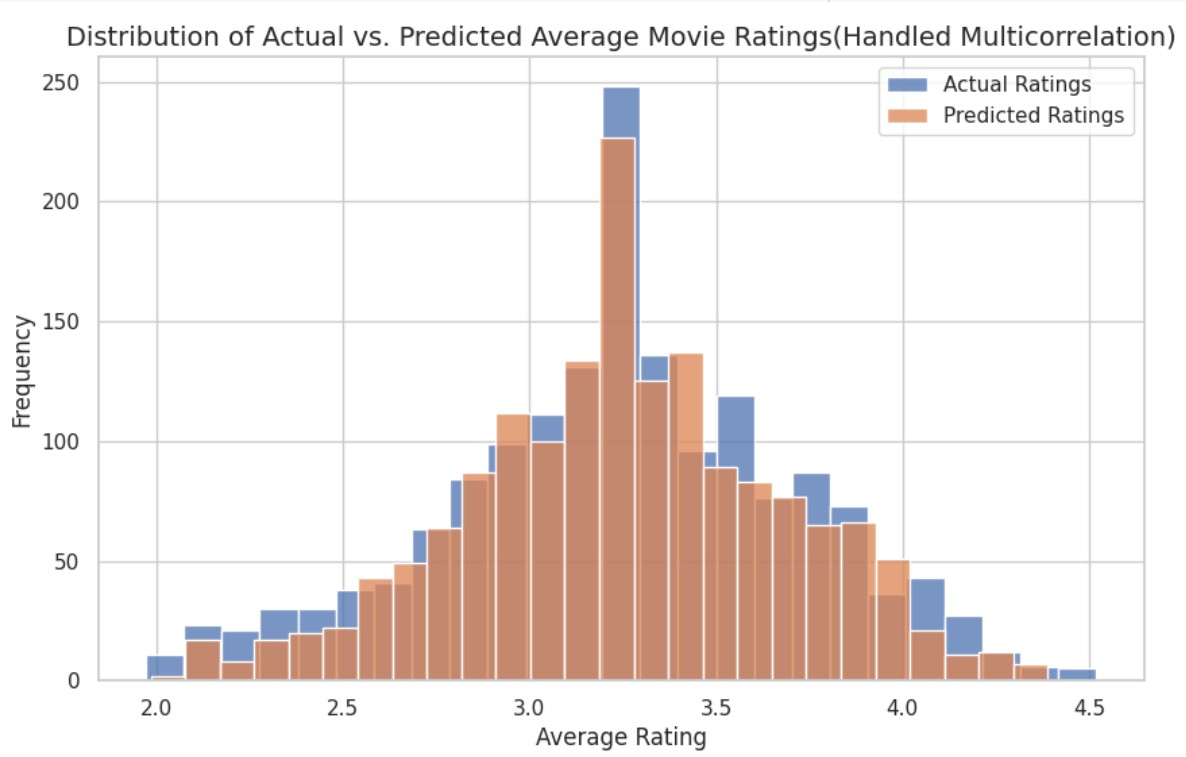 Distribution of Actual vs. Predicted Average Movie Ratings(Handled Multicorrelation)
Actual Ratings
Predicted Ratings
250
200
150
100
50
0
Frequency
2.0 2.5 3.0 3.5 4.0 4.5
Average Rating